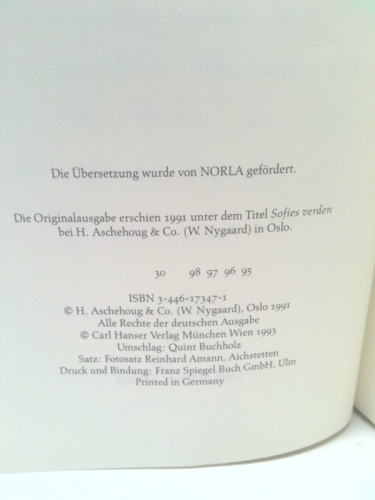 Die Übersetzung wurde von NORLA gefördert.
Die Originalausgabe erschien 1991 unter dem Titel Sofies verden
bei H. Aschehoug & Co. (W. Nygaard) in Oslo.
30 98 97 96 95
ISBN 3-446-17347-1
© H. Aschehoug & Co. (W. Nygaard), Oslo 1991
Alle Rechte der deutschen Ausgabe
© Carl Hanser Verlag München Wien 1993
Umschlag: Quint Buchholz
Satz: Fotosatz Reinhard Amann, Aichstetten
Druck und Bindung: Franz Spiegel Buch GmbH, Ulm
Printed in Germany